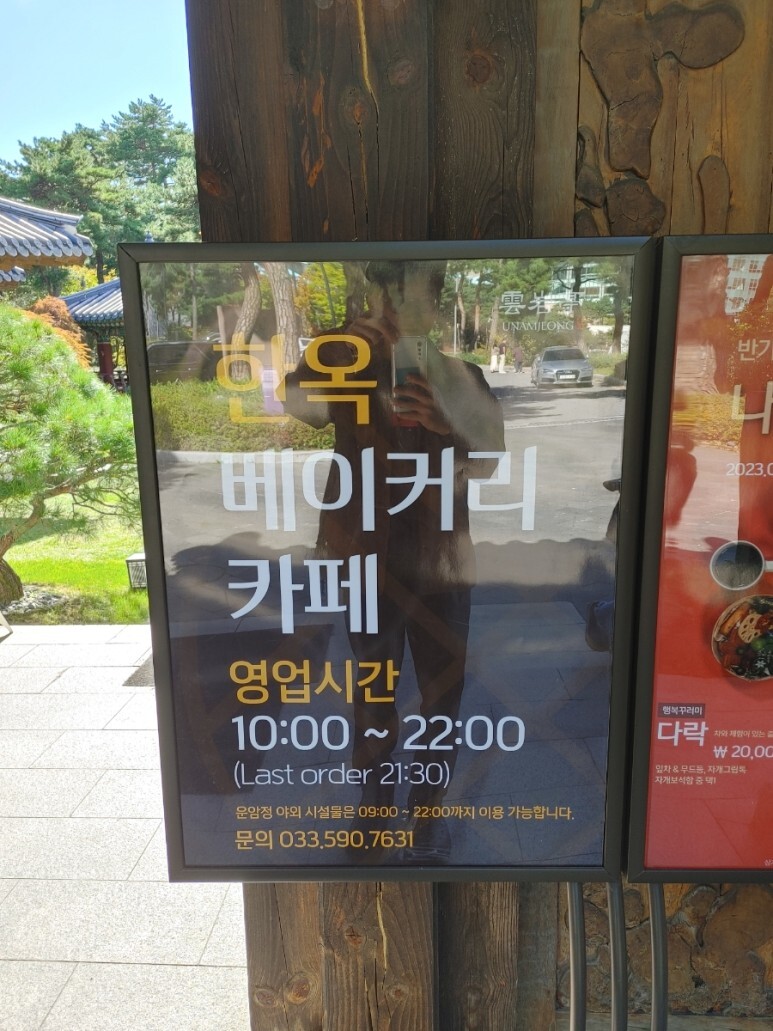 雲岩亭
UNAMJEONG
한옥
베이커리
카페
영업시간
10:00 ~ 22:00
(Last order 21:30)
운암정 야외 시설물은 09:00 ~ 22:00까지 이용 가능합니다.
문의 033.590.7631
반기
나
2023.0
행복꾸러미
다락
₩ 20,00